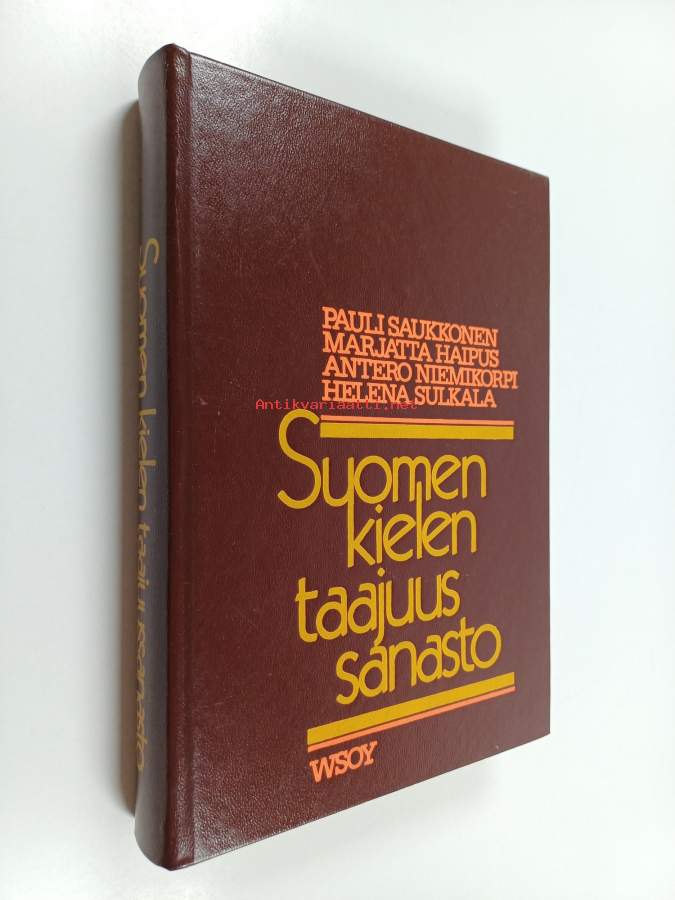 PAULI SAUKKONEN
MARJATTA HAIPUS
ANTERO NIEMIKORPI
HELENA SULKALA
Antikvariaatti.net
Suomen
kielen
taajuus
sanasto
WSOY
Suomen kielen taajuussanasto